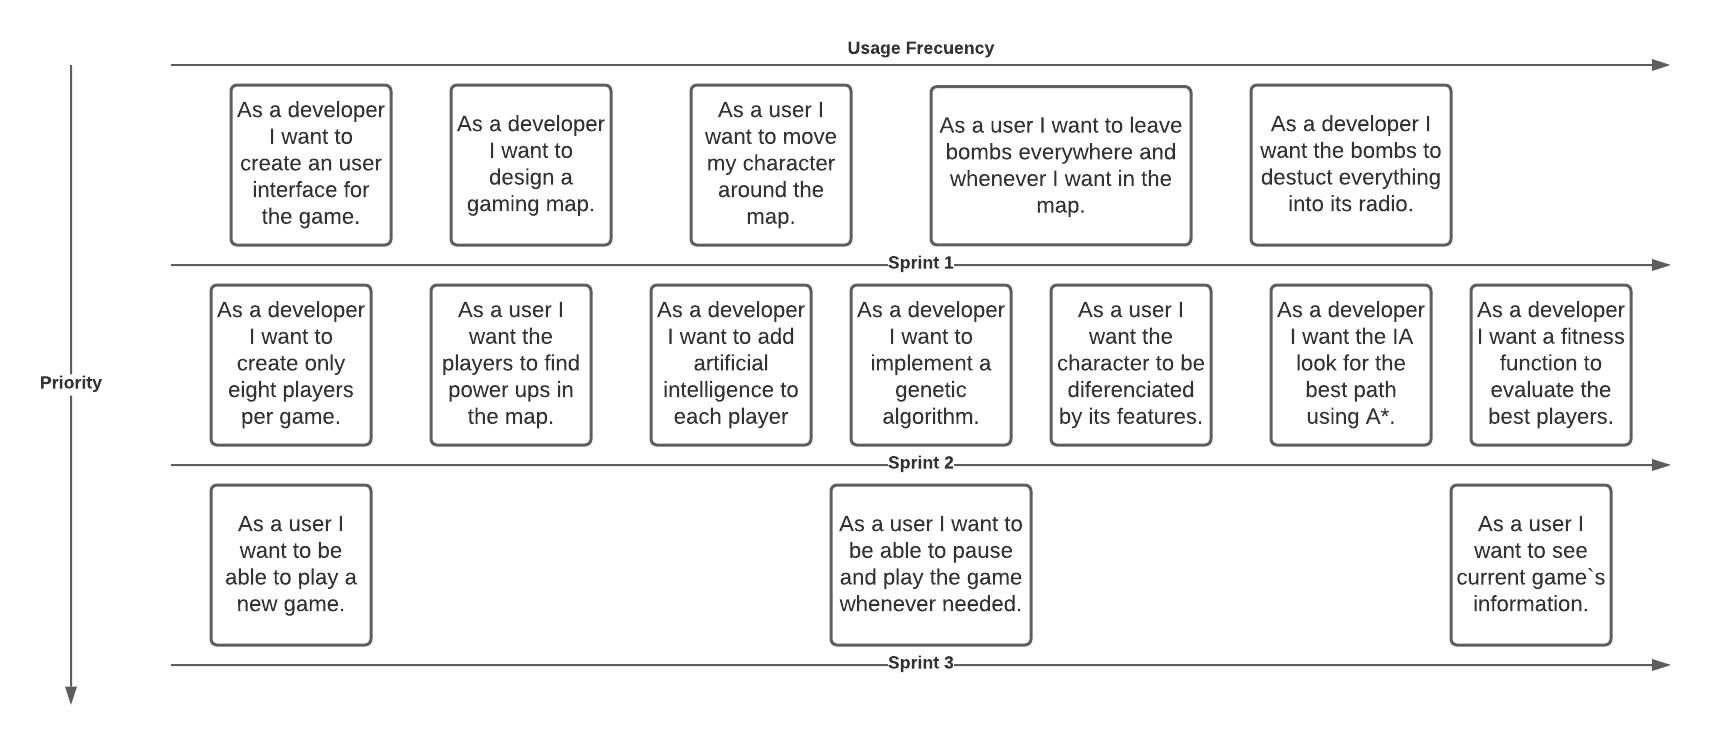 Usage Frecuency
As a developer
I want to
create an user
interface for
the game.
As a developer
I want to
design a
gaming map.
As a user I
want to move
my character
around the
map.
As a user I want to leave
bombs everywhere and
whenever I want in the
map.
As a developer I
want the bombs to
destuct everything
into its radio.
Sprint 1
Priority
As a developer
I want to
create only
eight players
per game.
As a user I
want the
players to find
power ups in
the map.
As a developer
I want to add
artificial
intelligence to
each player
As a developer
I want to
implement a
genetic
algorithm.
As a user I
want the
character to be
diferenciated
by its features.
As a developer
I want the IA
look for the
best path
using A*.
As a developer
I want a fitness
function to
evaluate the
best players.
Sprint 2
As a user I
want to be
able to play a
new game.
As a user I want to
be able to pause
and play the game
whenever needed.
As a user I
want to see
current game`s
information.
Sprint 3